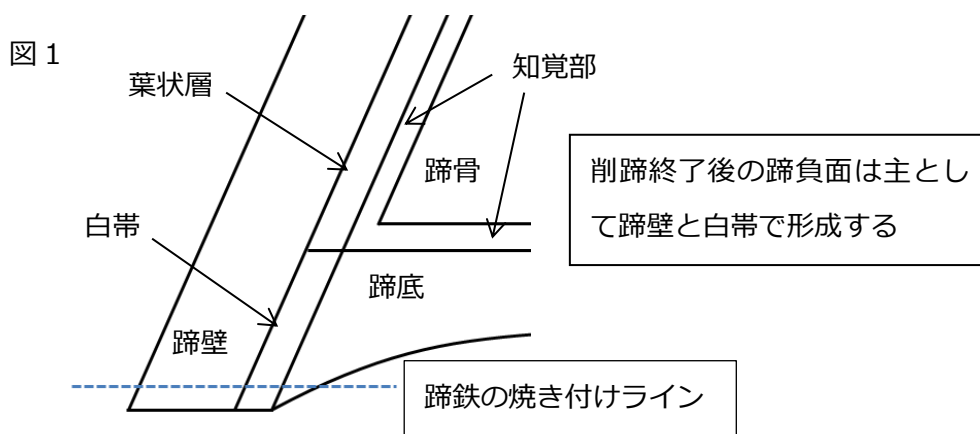 図1
知覚部
葉状層
蹄骨
削蹄終了後の蹄負面は主とし
て蹄壁と白帯で形成する
白帯
蹄底
蹄壁
蹄鉄の焼き付けライン